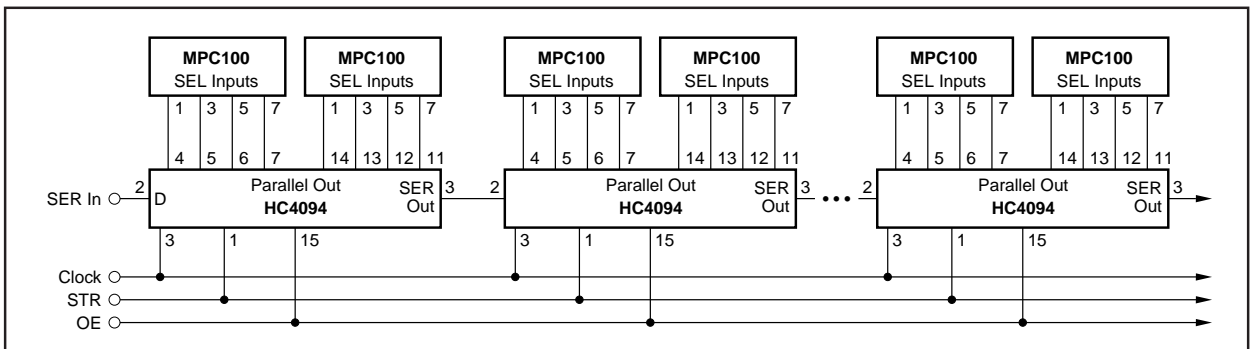 MPC100 MPC100 MPC100 MPC100 MPC100 MPC100
SEL Inputs SEL Inputs SEL Inputs SEL Inputs SEL Inputs SEL Inputs
1 3 5 7 1 3 5 7 1 3 5 7 1 3 5 7 1 3 5 7 1 3 5 7
4 5 6 7 14 13 12 11 4 5 6 7 14 13 12 11 4 5 6 7 14 13 12 11
SER In 2 D Parallel Out SER 3 2 Parallel Out SER 3 ••• 2 Parallel Out SER 3
HC4094 Out HC4094 Out HC4094 Out
3 1 15 3 1 15 3 1 15
Clock
STR
OE